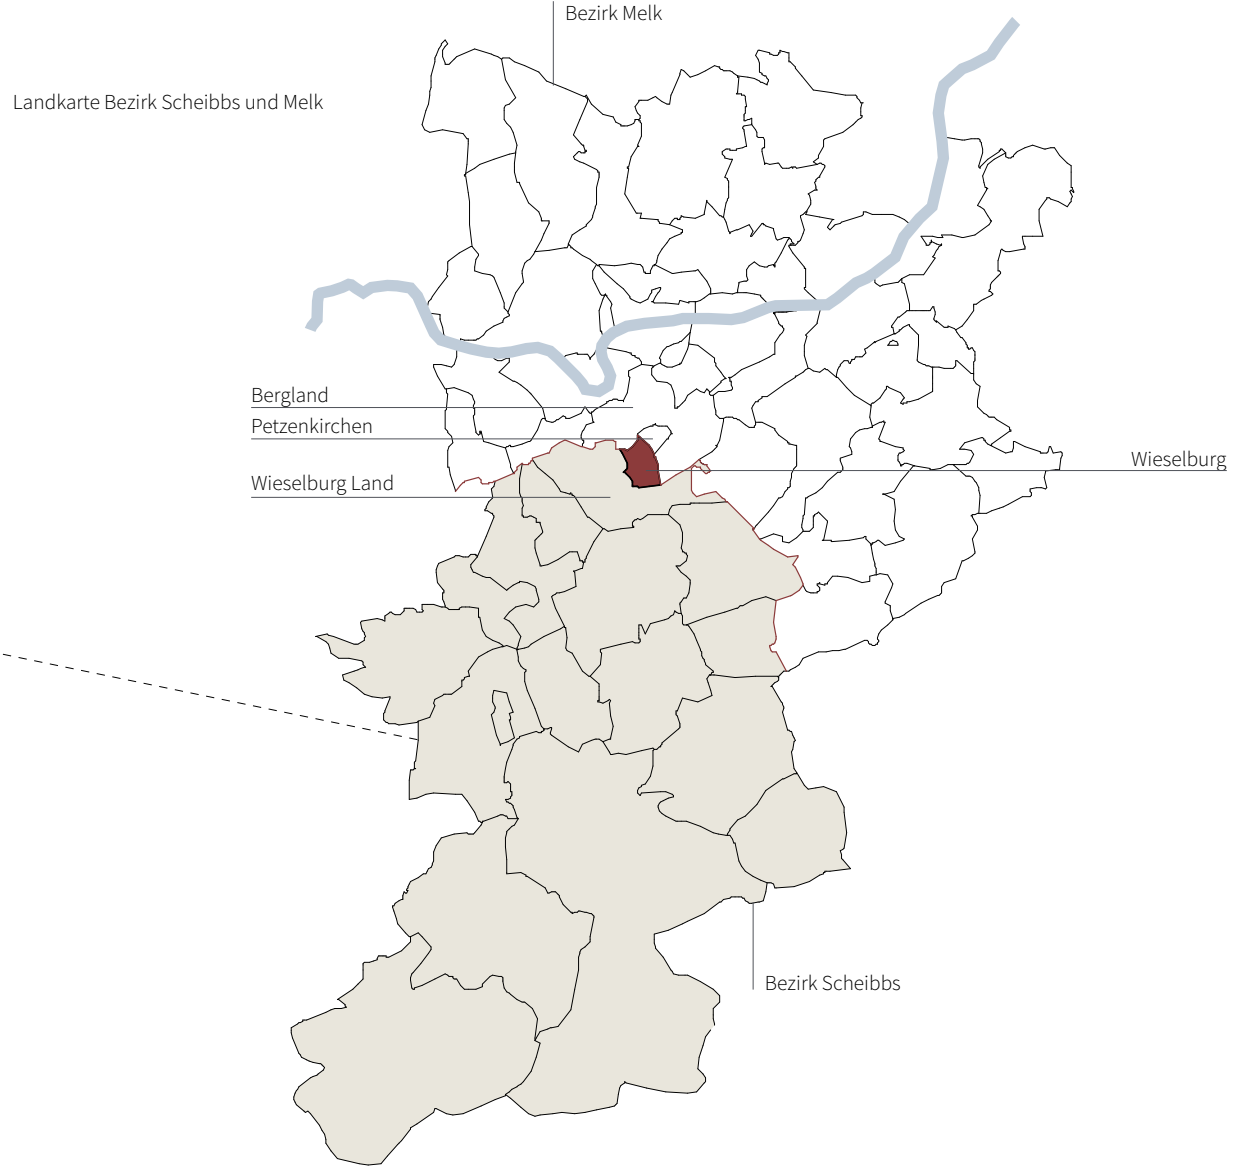 Bezirk Melk
Landkarte Bezirk Scheibbs und Melk
Bergland
Petzenkirchen
Wieselburg
Wieselburg Land
Bezirk Scheibbs